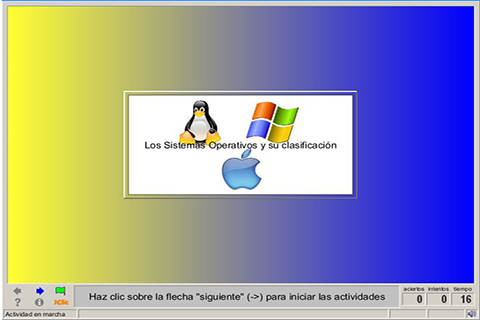 Los Sistemas Operativos y su clasificación
Haz clic sobre la flecha "siguiente" (->) para iniciar las actividades
aciertos intentos tiempo
0 0 16
? i JClic
Actividad en marcha